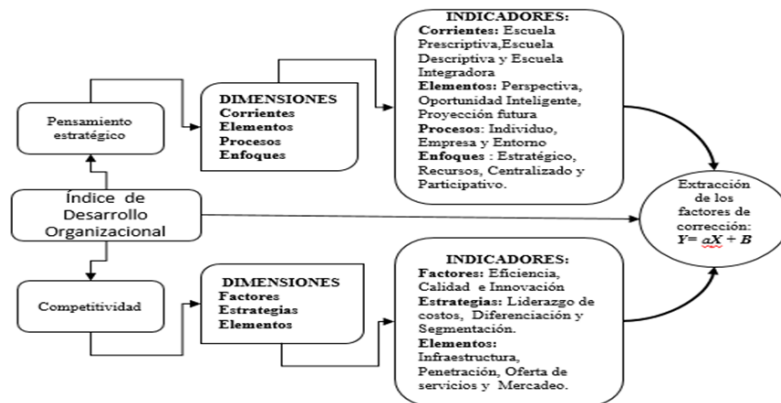 Índice de
Desarrollo
Organizacional
Pensamiento
estratégico
DIMENSIONES
Corrientes
Elementos
Procesos
Enfoques
INDICADORES:
Corrientes: Escuela
Prescriptiva,Escuela
Descriptiva y Escuela
Integradora
Elementos: Perspectiva,
Oportunidad Inteligente,
Proyección futura
Procesos: Individuo,
Empresa y Entorno
Enfoques : Estratégico,
Recursos, Centralizado y
Participativo.
Competitividad
DIMENSIONES
Factores
Estrategias
Elementos
INDICADORES:
Factores: Eficiencia,
Calidad e Innovación
Estrategias: Liderazgo de
costos, Diferenciación y
Segmentación.
Elementos:
Infraestructura,
Penetración, Oferta de
servicios y Mercadeo.
Extracción
de los
factores de
corrección:
Y= aX + B